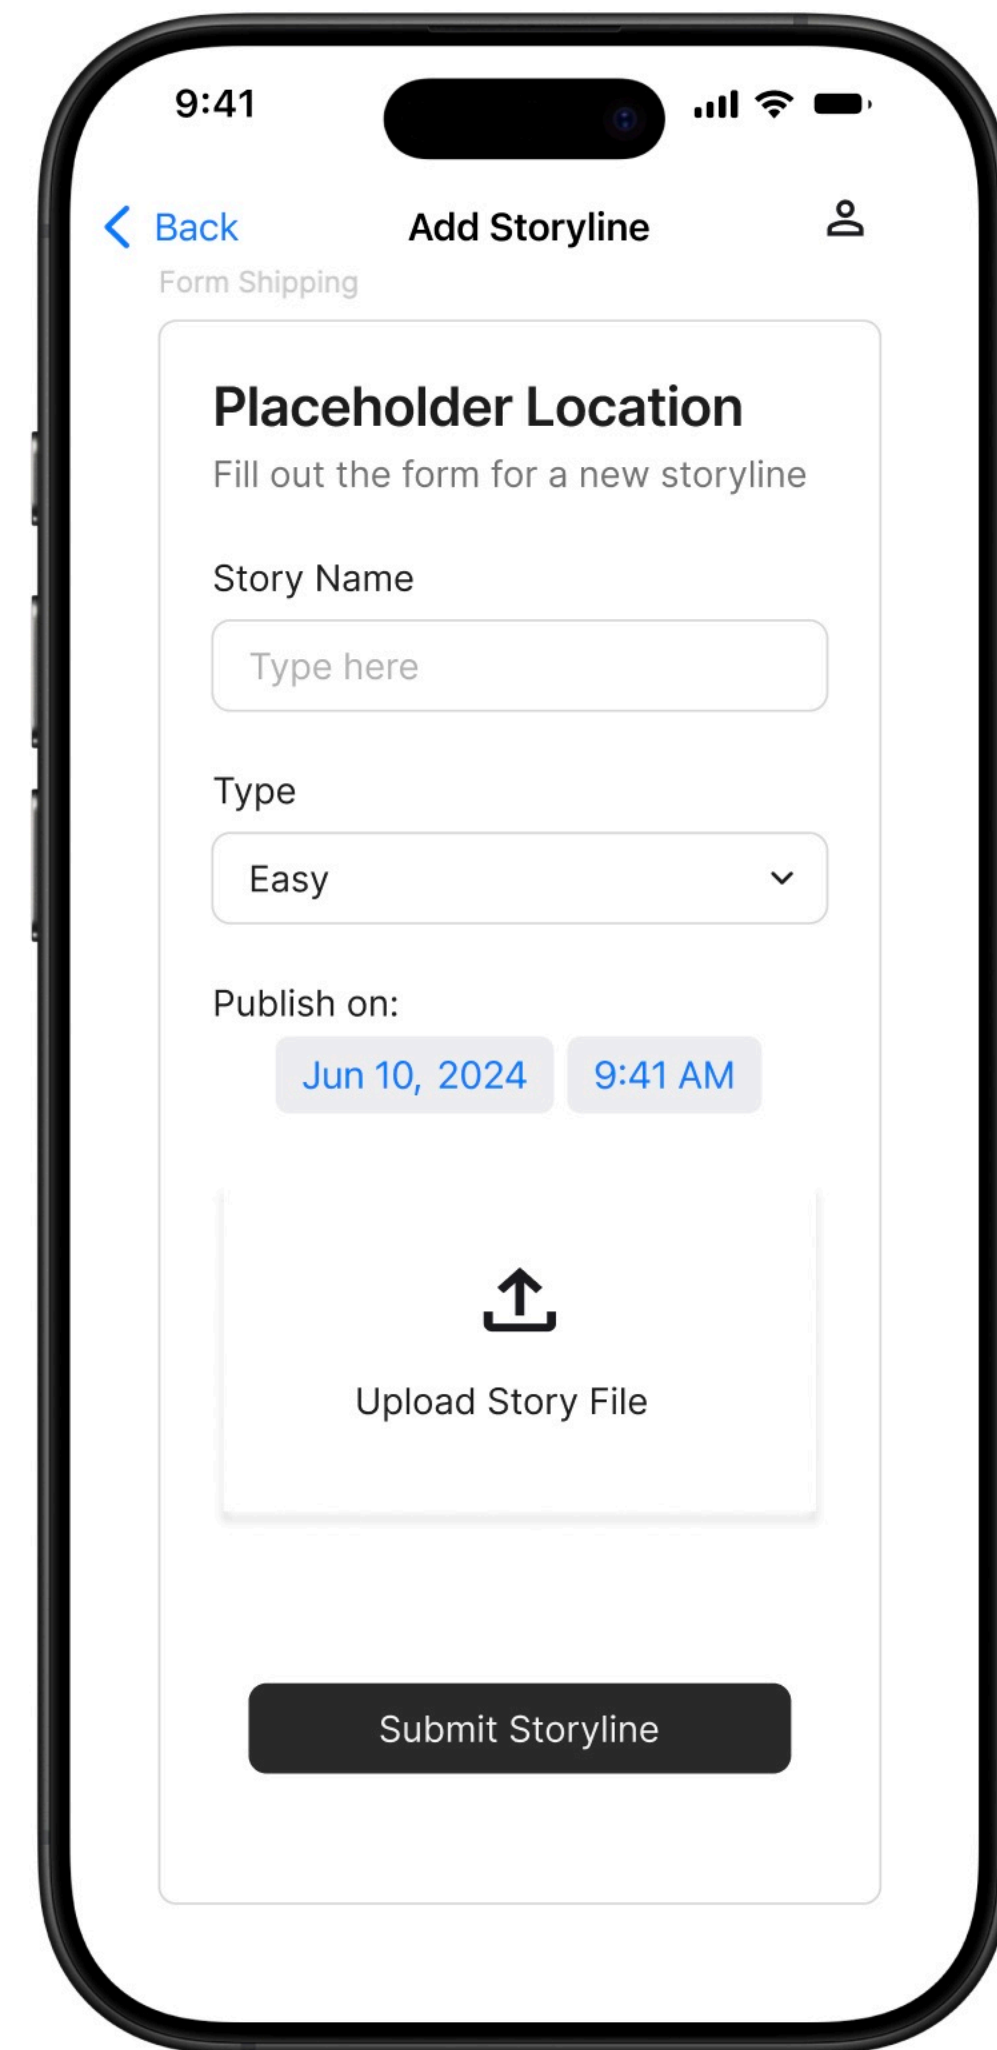 9:41
Back Add Storyline
Form Shipping
Placeholder Location
Fill out the form for a new storyline
Story Name
Type here
Type
Easy
Publish on:
Jun 10, 2024 9:41 AM
Upload Story File
Submit Storyline